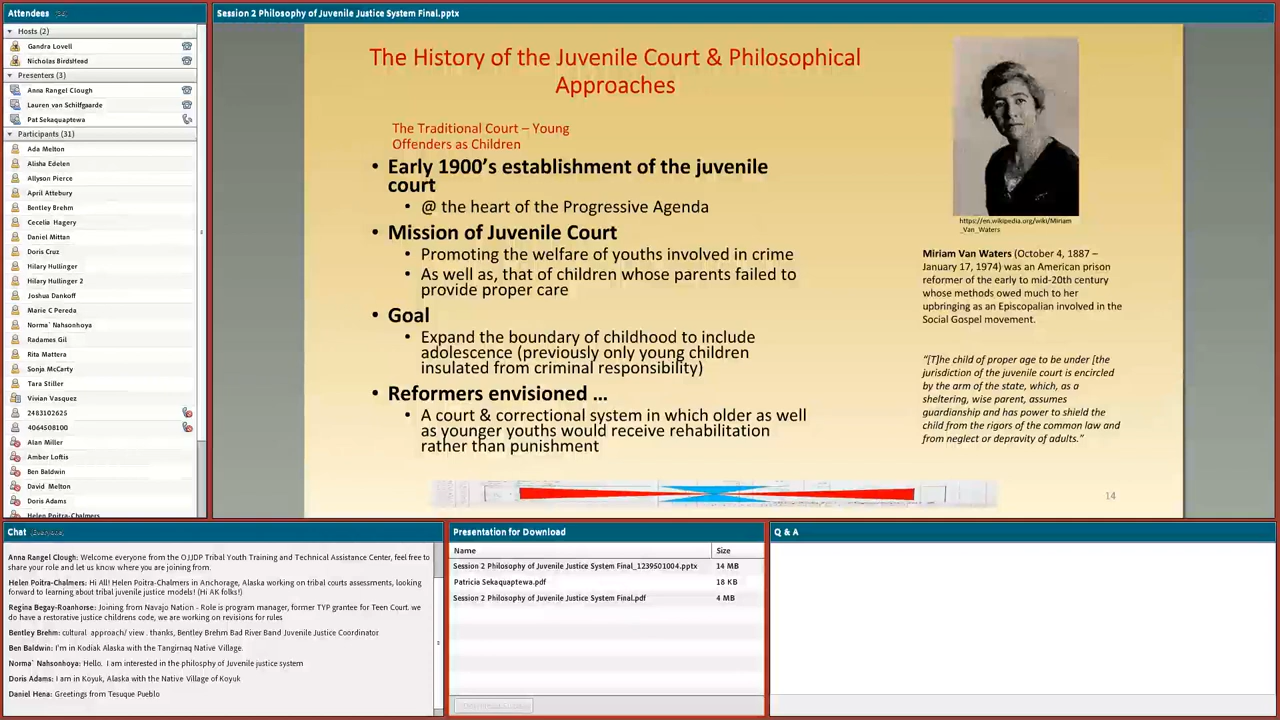 Attendees
Session 2 Philosophy of Juvenile Justice System Final.pptx
Hosts (2)
Gandra Lovell
Nicholas BirdsHead
Presenters (3)
Anna Rangel Clough
Lauren van Schilfgaarde
Pat Sekaquaptewa
Participants (31)
Ada Melton
Alisha Edelen
Allyson Pierce
April Attebury
Bentley Brehm
Cecelia Hagery
Daniel Mittan
Doris Cruz
Hilary Hullinger
Hilary Hullinger 2
Joshua Dankoff
Marie C Pereda
Norma` Nahsonhoya
Radames Gil
Rita Mattera
Sonja McCarty
Tara Stiller
Vivian Vasquez
2483102625
4064508100
Alan Miller
Amber Loftis
Ben Baldwin
David Melton
Doris Adams
Helen Poitra-Chalmers
The History of the Juvenile Court & Philosophical
Approaches
The Traditional Court – Young
Offenders as Children
• Early 1900's establishment of the juvenile
court
• @ the heart of the Progressive Agenda
• Mission of Juvenile Court
• Promoting the welfare of youths involved in crime
• As well as, that of children whose parents failed to
provide proper care
• Goal
• Expand the boundary of childhood to include
adolescence (previously only young children
insulated from criminal responsibility)
• Reformers envisioned …
• A court & correctional system in which older as well
as younger youths would receive rehabilitation
rather than punishment
https://en.wikipedia.org/wiki/Miriam
_Van_Waters
Miriam Van Waters (October 4, 1887 –
January 17, 1974) was an American prison
reformer of the early to mid-20th century
whose methods owed much to her
upbringing as an Episcopalian involved in the
Social Gospel movement.
"[T]he child of proper age to be under [the
jurisdiction of the juvenile court is encircled
by the arm of the state, which, as a
sheltering, wise parent, assumes
guardianship and has power to shield the
child from the rigors of the common law and
from neglect or depravity of adults."
14
Chat (Everyone)
Anna Rangel Clough: Welcome everyone from the OJJDP Tribal Youth Training and Technical Assistance Center, feel free to
share your role and let us know where you are joining from.
Helen Poitra-Chalmers: Hi All! Helen Poitra-Chalmers in Anchorage, Alaska working on tribal courts assessments, looking
forward to learning about tribal juvenile justice models! (Hi AK folks!)
Regina Begay-Roanhorse: Joining from Navajo Nation - Role is program manager, former TYP grantee for Teen Court. we
do have a restorative justice childrens code, we are working on revisions for rules
Bentley Brehm: cultural approach/ view . thanks, Bentley Brehm Bad River Band Juvenile Justice Coordinator
Ben Baldwin: I'm in Kodiak Alaska with the Tangirnaq Native Village.
Norma` Nahsonhoya: Hello. I am interested in the philosphy of Juvenile justice system
Doris Adams: I am in Koyuk, Alaska with the Native Village of Koyuk
Daniel Hena: Greetings from Tesuque Pueblo
Presentation for Download
Name Size
Session 2 Philosophy of Juvenile Justice System Final_1239501004.pptx 14 MB
Patricia Sekaquaptewa.pdf 18 KB
Session 2 Philosophy of Juvenile Justice System Final.pdf 4 MB
Q & A